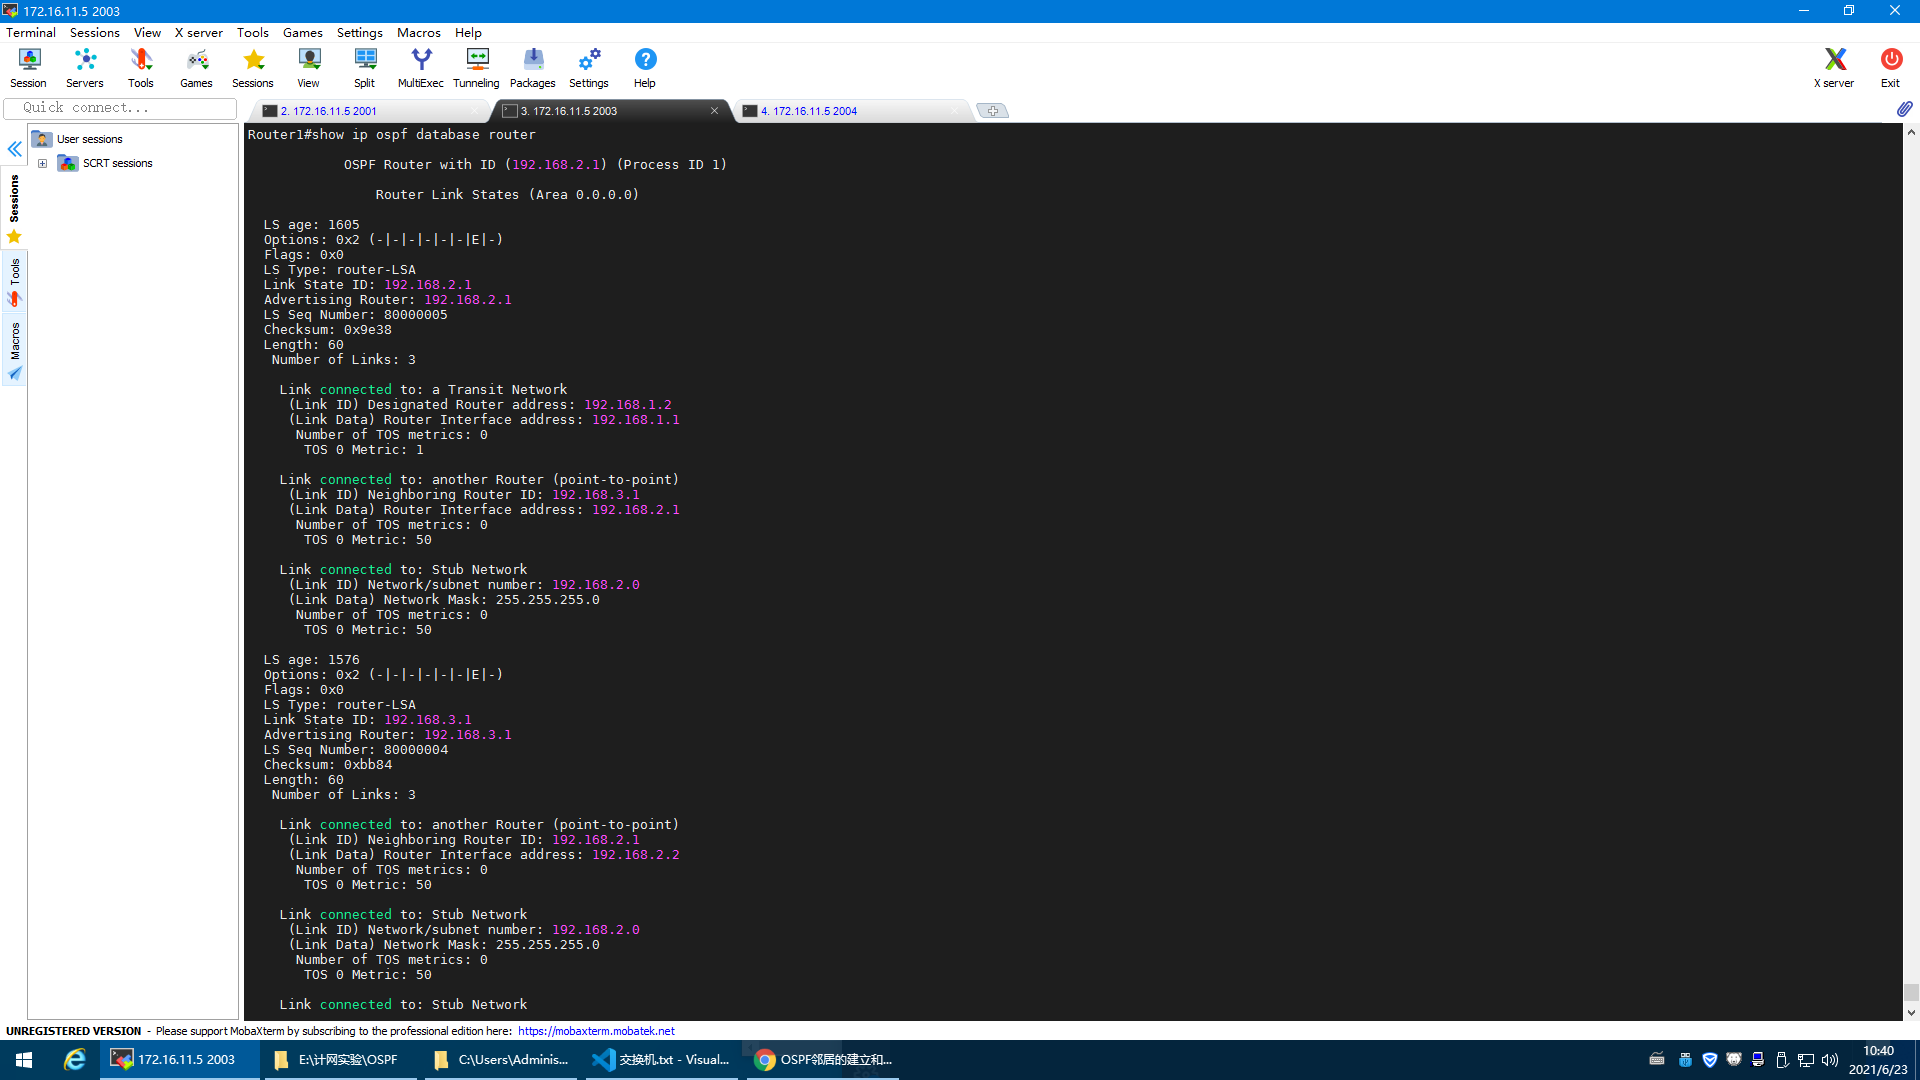 172.16.11.5 2003
Terminal Sessions View X server Tools Games Settings Macros Help
Session Servers Tools Games Sessions View Split MultiExec Tunneling Packages Settings Help X server Exit
Quick connect...
2. 172.16.11.5 2001
3. 172.16.11.5 2003
4. 172.16.11.5 2004
User sessions
SCRT sessions
Sessions
Tools
Macros
Router1#show ip ospf database router
OSPF Router with ID (192.168.2.1) (Process ID 1)
Router Link States (Area 0.0.0.0)
LS age: 1605
Options: 0x2 (-|-|-|-|-|-|E|-)
Flags: 0x0
LS Type: router-LSA
Link State ID: 192.168.2.1
Advertising Router: 192.168.2.1
LS Seq Number: 80000005
Checksum: 0x9e38
Length: 60
Number of Links: 3
Link connected to: a Transit Network
(Link ID) Designated Router address: 192.168.1.2
(Link Data) Router Interface address: 192.168.1.1
Number of TOS metrics: 0
TOS 0 Metric: 1
Link connected to: another Router (point-to-point)
(Link ID) Neighboring Router ID: 192.168.3.1
(Link Data) Router Interface address: 192.168.2.1
Number of TOS metrics: 0
TOS 0 Metric: 50
Link connected to: Stub Network
(Link ID) Network/subnet number: 192.168.2.0
(Link Data) Network Mask: 255.255.255.0
Number of TOS metrics: 0
TOS 0 Metric: 50
LS age: 1576
Options: 0x2 (-|-|-|-|-|-|E|-)
Flags: 0x0
LS Type: router-LSA
Link State ID: 192.168.3.1
Advertising Router: 192.168.3.1
LS Seq Number: 80000004
Checksum: 0xbb84
Length: 60
Number of Links: 3
Link connected to: another Router (point-to-point)
(Link ID) Neighboring Router ID: 192.168.2.1
(Link Data) Router Interface address: 192.168.2.2
Number of TOS metrics: 0
TOS 0 Metric: 50
Link connected to: Stub Network
(Link ID) Network/subnet number: 192.168.2.0
(Link Data) Network Mask: 255.255.255.0
Number of TOS metrics: 0
TOS 0 Metric: 50
Link connected to: Stub Network
UNREGISTERED VERSION - Please support MobaXterm by subscribing to the professional edition here: https://mobaxterm.mobatek.net
172.16.11.5 2003
E:\计网实验\OSPF
C:\Users\Adminis...
交换机.txt - Visual...
OSPF邻居的建立和...
10:40
2021/6/23